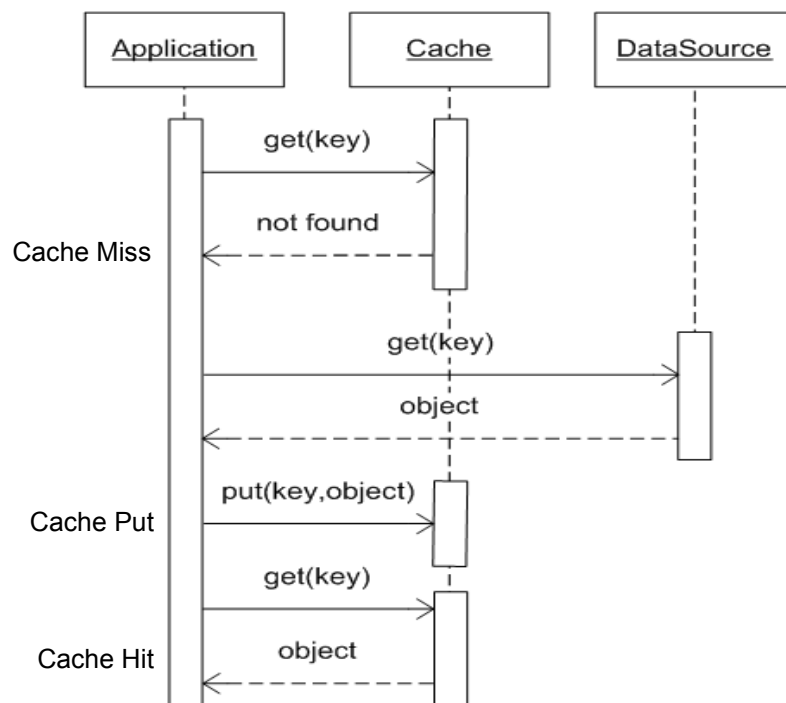 Application
Cache
DataSource
get(key)
not found
Cache Miss
get(key)
object
put(key,object)
Cache Put
get(key)
object
Cache Hit